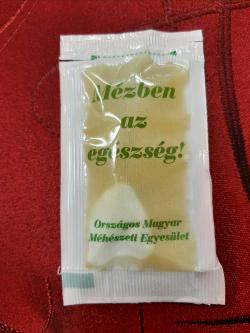 Mézben
az
egészség!
Országos Magyar
Méhészeti Egyesület